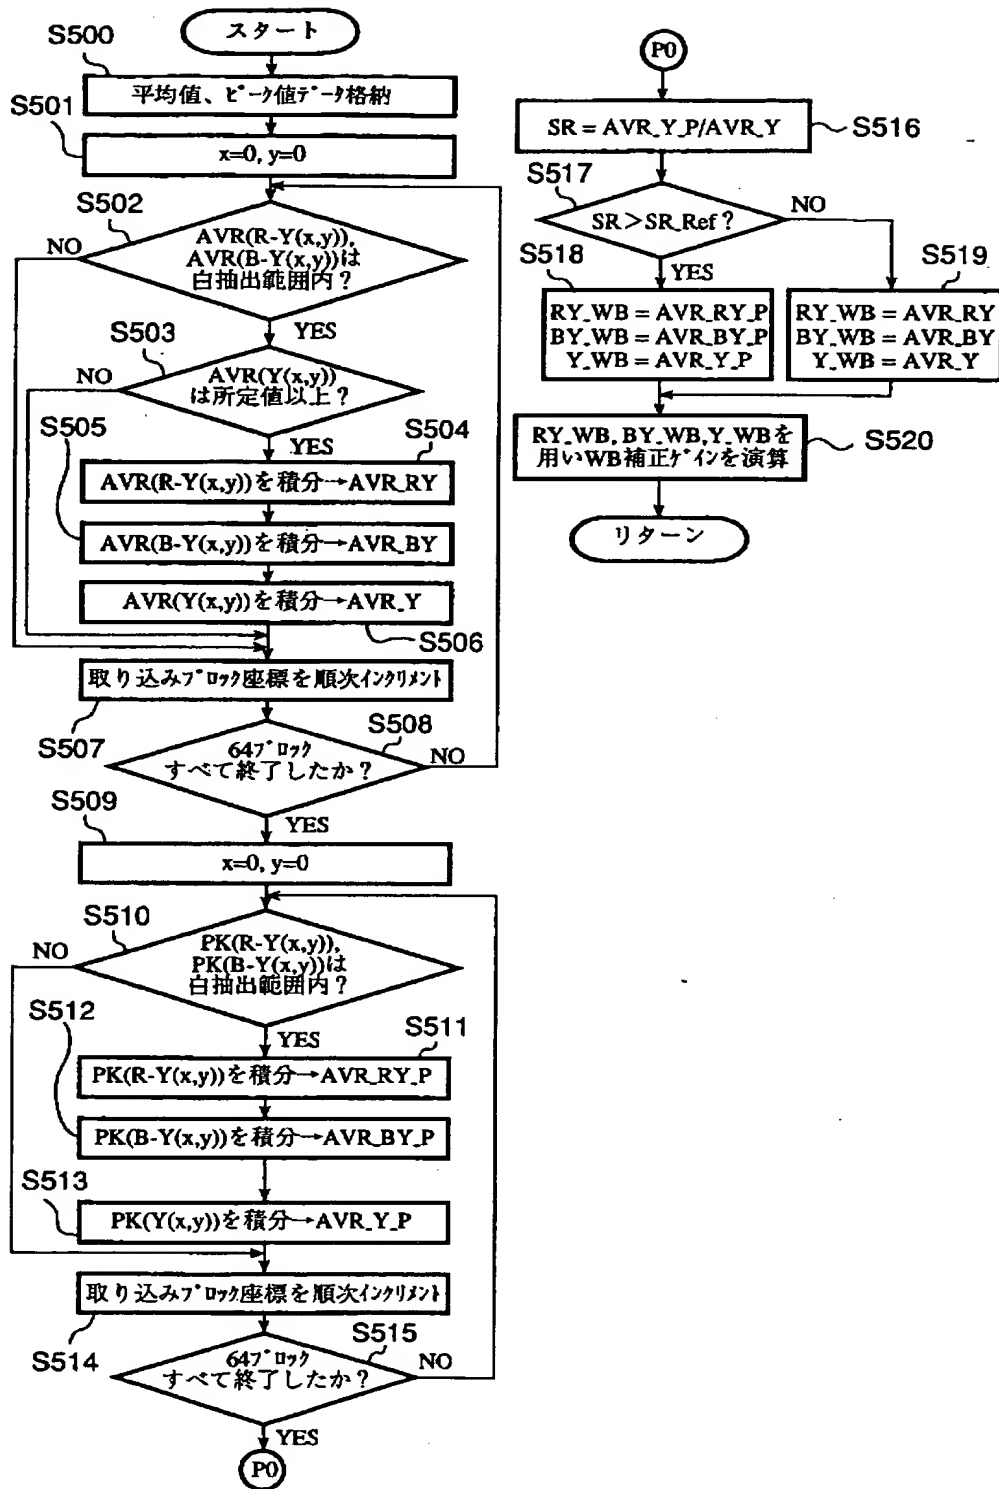 スタート
S500
平均値、ピーク値データ格納
S501
x=0, y=0
S502
AVR(R-Y(x,y)),
AVR(B-Y(x,y))は
白抽出範囲内？
NO
YES
S503
AVR(Y(x,y))
は所定値以上？
NO
YES
S504
AVR(R-Y(x,y))を積分→AVR_RY
S505
AVR(B-Y(x,y))を積分→AVR_BY
AVR(Y(x,y))を積分→AVR_Y
S506
取り込みブロック座標を順次インクリメント
S507
S508
64ブロック
すべて終了したか？
NO
YES
S509
x=0, y=0
S510
PK(R-Y(x,y)),
PK(B-Y(x,y))は
白抽出範囲内？
NO
YES
S511
PK(R-Y(x,y))を積分→AVR_RY_P
S512
PK(B-Y(x,y))を積分→AVR_BY_P
S513
PK(Y(x,y))を積分→AVR_Y_P
取り込みブロック座標を順次インクリメント
S514
S515
64ブロック
すべて終了したか？
NO
YES
P0
P0
SR = AVR_Y_P/AVR_Y
S516
S517
SR＞SR_Ref？
NO
YES
S518
RY_WB = AVR_RY_P
BY_WB = AVR_BY_P
Y_WB = AVR_Y_P
S519
RY_WB = AVR_RY
BY_WB = AVR_BY
Y_WB = AVR_Y
RY_WB, BY_WB, Y_WBを
用いWB補正ゲインを演算
S520
リターン